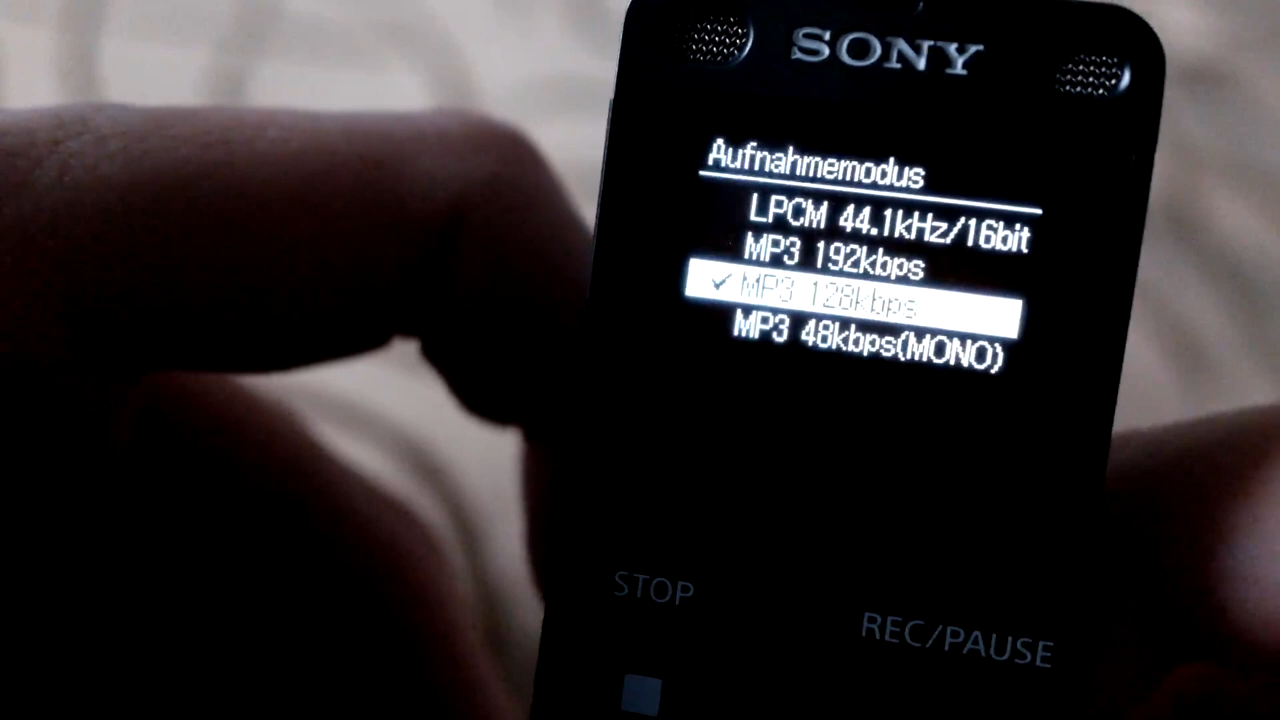 SONY
Aufnahmemodus
LPCM 44.1kHz/16bit
MP3 192kbps
✓ MP3 128kbps
MP3 48kbps(MONO)
STOP
REC/PAUSE